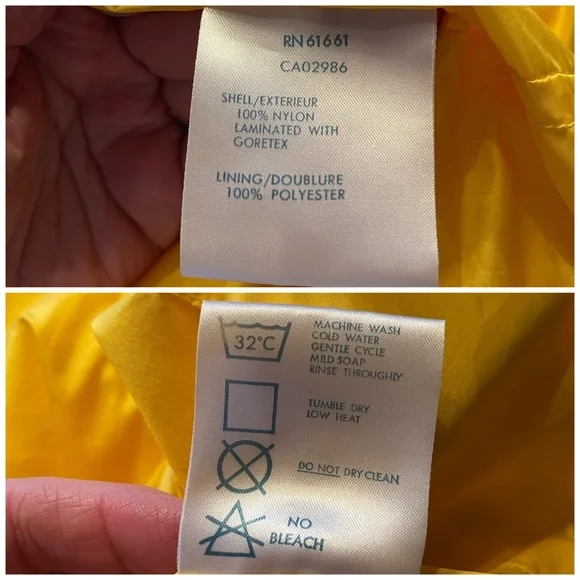 RN 61661
CA02986
SHELL/EXTERIEUR
100% NYLON
LAMINATED WITH
GORETEX
LINING/DOUBLURE
100% POLYESTER
32°C
MACHINE WASH
COLD WATER
GENTLE CYCLE
MILD SOAP
RINSE THROUGHLY
TUMBLE DRY
LOW HEAT
DO NOT DRY CLEAN
NO
BLEACH